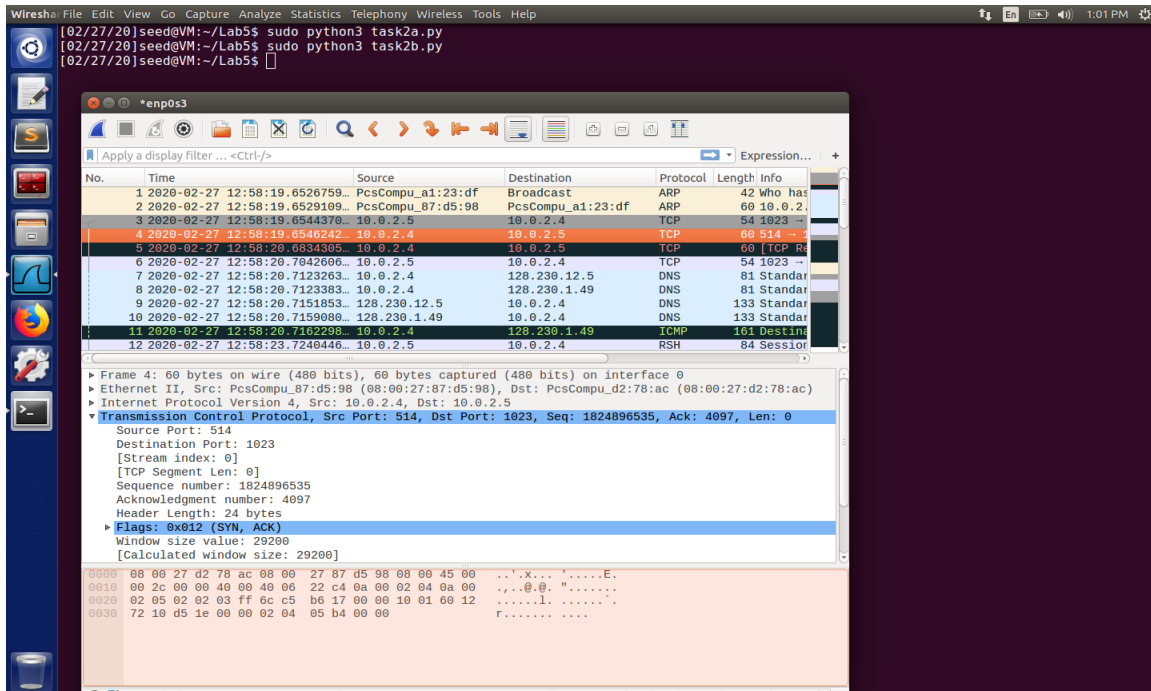 Wireshar File Edit View Go Capture Analyze Statistics Telephony Wireless Tools Help En 1:01 PM
[02/27/20]seed@VM:~/Lab5$ sudo python3 task2a.py
[02/27/20]seed@VM:~/Lab5$ sudo python3 task2b.py
[02/27/20]seed@VM:~/Lab5$
*enp0s3
Apply a display filter … <Ctrl-/> Expression… +
No. Time Source Destination Protocol Length Info
1 2020-02-27 12:58:19.6526759… PcsCompu_a1:23:df Broadcast ARP 42 Who has
2 2020-02-27 12:58:19.6529109… PcsCompu_87:d5:98 PcsCompu_a1:23:df ARP 60 10.0.2.
3 2020-02-27 12:58:19.6544370… 10.0.2.5 10.0.2.4 TCP 54 1023 →
4 2020-02-27 12:58:19.6546242… 10.0.2.4 10.0.2.5 TCP 60 514 → 1
5 2020-02-27 12:58:20.6834305… 10.0.2.4 10.0.2.5 TCP 60 [TCP Re
6 2020-02-27 12:58:20.7042606… 10.0.2.5 10.0.2.4 TCP 54 1023 →
7 2020-02-27 12:58:20.7123263… 10.0.2.4 128.230.12.5 DNS 81 Standar
8 2020-02-27 12:58:20.7123383… 10.0.2.4 128.230.1.49 DNS 81 Standar
9 2020-02-27 12:58:20.7151853… 128.230.12.5 10.0.2.4 DNS 133 Standar
10 2020-02-27 12:58:20.7159080… 128.230.1.49 10.0.2.4 DNS 133 Standar
11 2020-02-27 12:58:20.7162298… 10.0.2.4 128.230.1.49 ICMP 161 Destina
12 2020-02-27 12:58:23.7240446… 10.0.2.5 10.0.2.4 RSH 84 Session
Frame 4: 60 bytes on wire (480 bits), 60 bytes captured (480 bits) on interface 0
Ethernet II, Src: PcsCompu_87:d5:98 (08:00:27:87:d5:98), Dst: PcsCompu_d2:78:ac (08:00:27:d2:78:ac)
Internet Protocol Version 4, Src: 10.0.2.4, Dst: 10.0.2.5
Transmission Control Protocol, Src Port: 514, Dst Port: 1023, Seq: 1824896535, Ack: 4097, Len: 0
Source Port: 514
Destination Port: 1023
[Stream index: 0]
[TCP Segment Len: 0]
Sequence number: 1824896535
Acknowledgment number: 4097
Header Length: 24 bytes
Flags: 0x012 (SYN, ACK)
Window size value: 29200
[Calculated window size: 29200]
0000 08 00 27 d2 78 ac 08 00 27 87 d5 98 08 00 45 00 ..'.x... '.....E.
0010 00 2c 00 00 40 00 40 06 22 c4 0a 00 02 04 0a 00 .,..@.@. ".......
0020 02 05 02 02 03 ff 6c c5 b6 17 00 00 10 01 60 12 ......l. ......`.
0030 72 10 d5 1e 00 00 02 04 05 b4 00 00 r....... ....